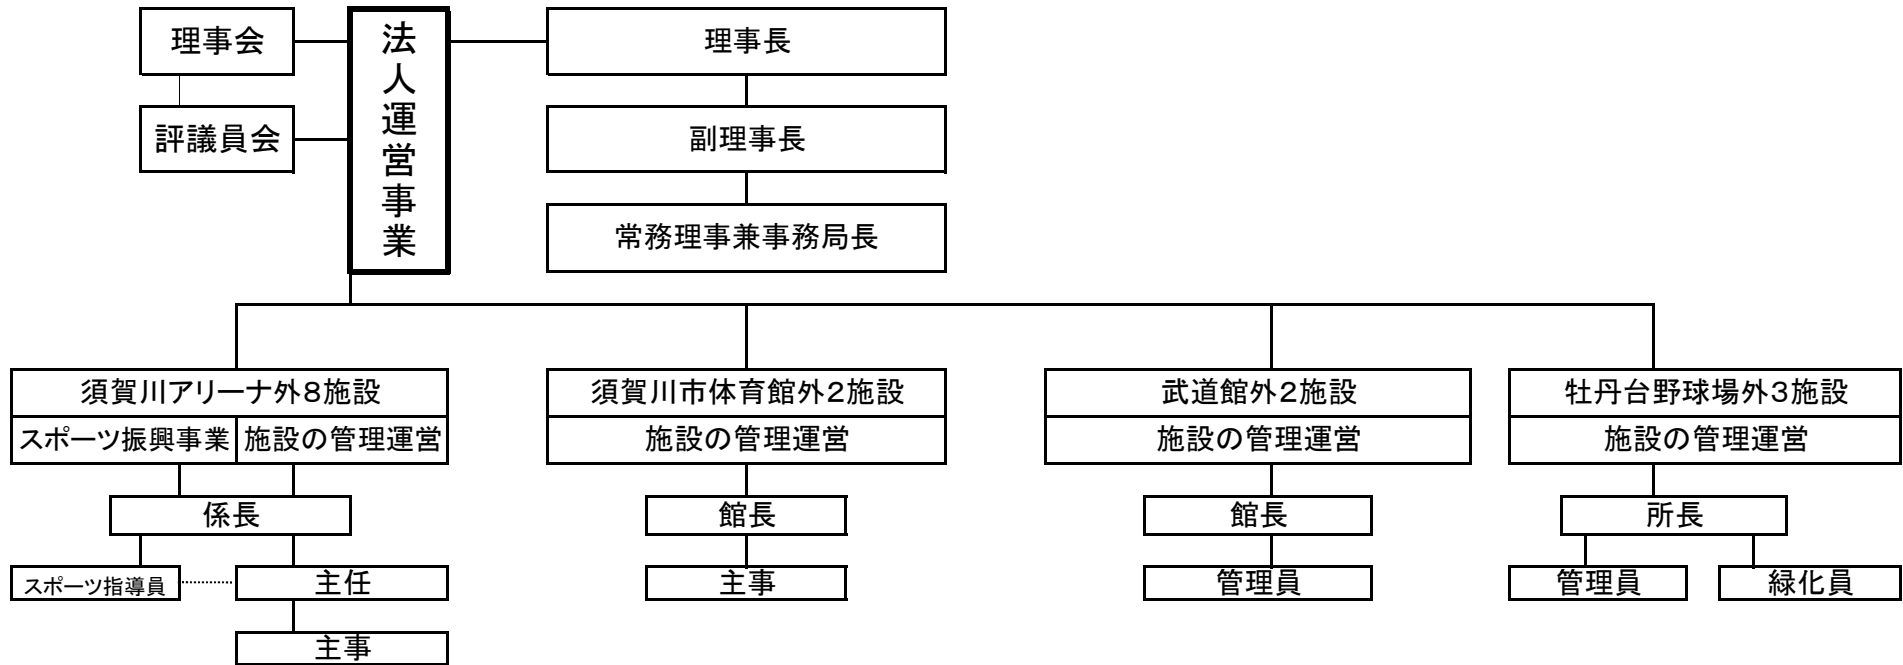 理事会
法人運営事業
理事長
評議員会
副理事長
常務理事兼事務局長
須賀川アリーナ外8施設
スポーツ振興事業
施設の管理運営
係長
スポーツ指導員
主任
主事
須賀川市体育館外2施設
施設の管理運営
館長
主事
武道館外2施設
施設の管理運営
館長
管理員
牡丹台野球場外3施設
施設の管理運営
所長
管理員
緑化員